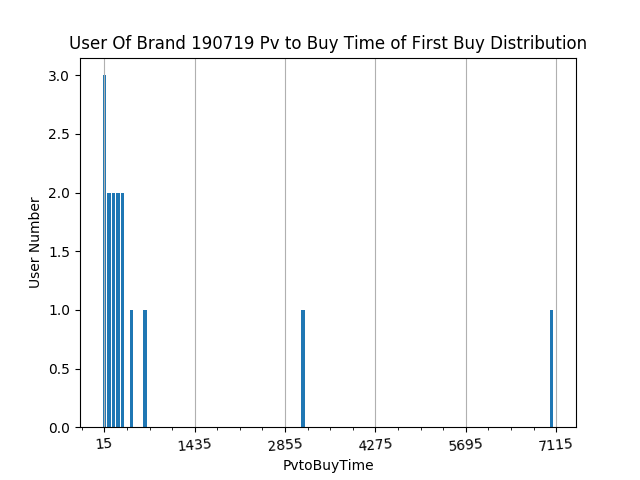 User Of Brand 190719 Pv to Buy Time of First Buy Distribution
3.0
2.5
2.0
1.5
1.0
0.5
0.0
User Number
15 1435 2855 4275 5695 7115
PvtoBuyTime